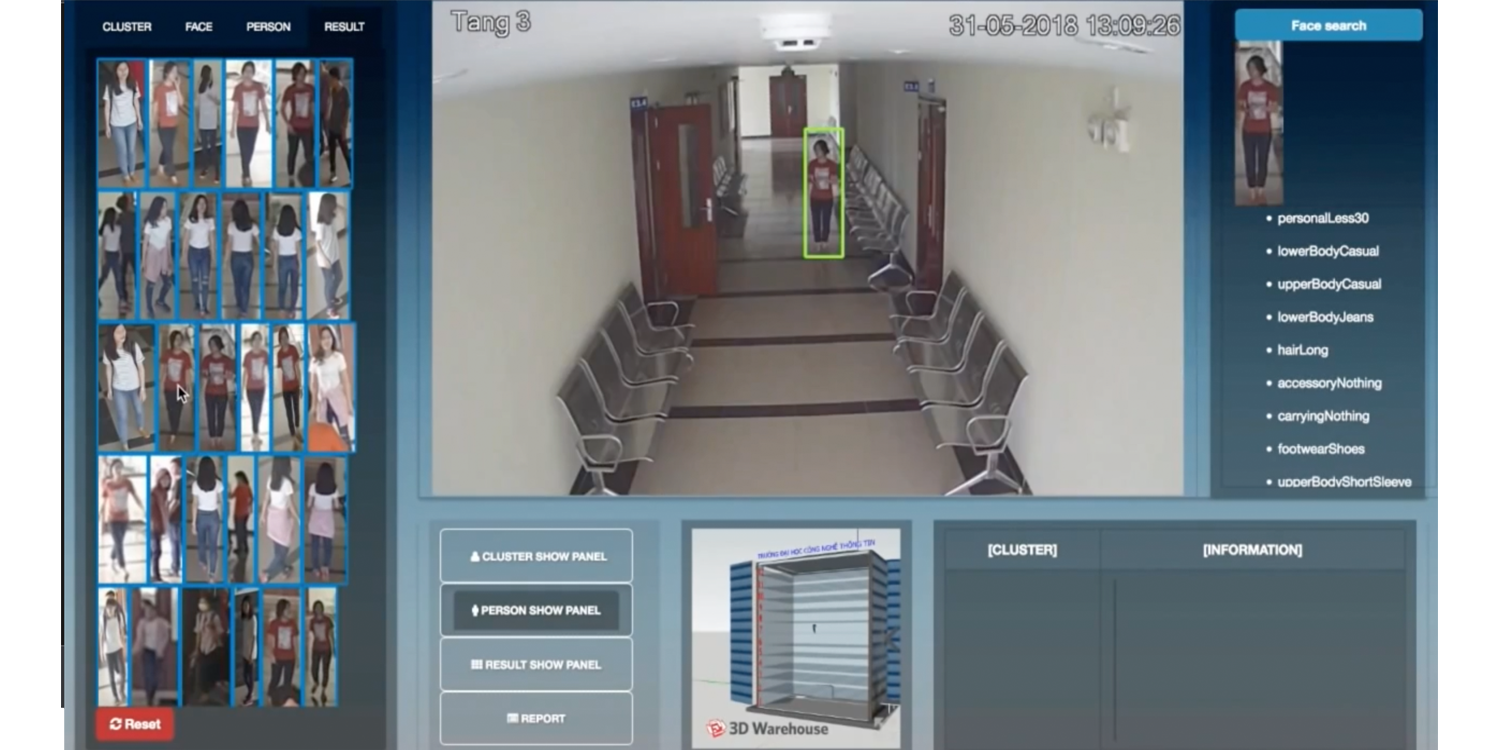 CLUSTER FACE PERSON RESULT
Tang 3
31-05-2018 13:09:26
Face search
E3.4
personalLess30
lowerBodyCasual
upperBodyCasual
lowerBodyJeans
hairLong
accessoryNothing
carryingNothing
footwearShoes
upperBodyShortSleeve
Reset
CLUSTER SHOW PANEL
PERSON SHOW PANEL
RESULT SHOW PANEL
REPORT
TRƯỜNG ĐẠI HỌC CÔNG NGHỆ THÔNG TIN
3D Warehouse
[CLUSTER] [INFORMATION]